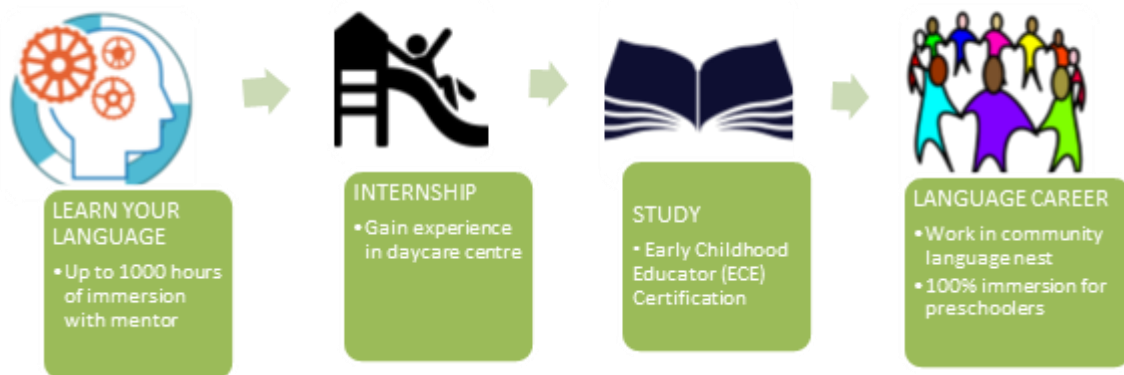 LEARN YOUR
LANGUAGE
•Up to 1000 hours
of immersion
with mentor
INTERNSHIP
•Gain experience
in daycare centre
STUDY
• Early Childhood
Educator (ECE)
Certification
LANGUAGE CAREER
•Work in community
language nest
•100% immersion for
preschoolers